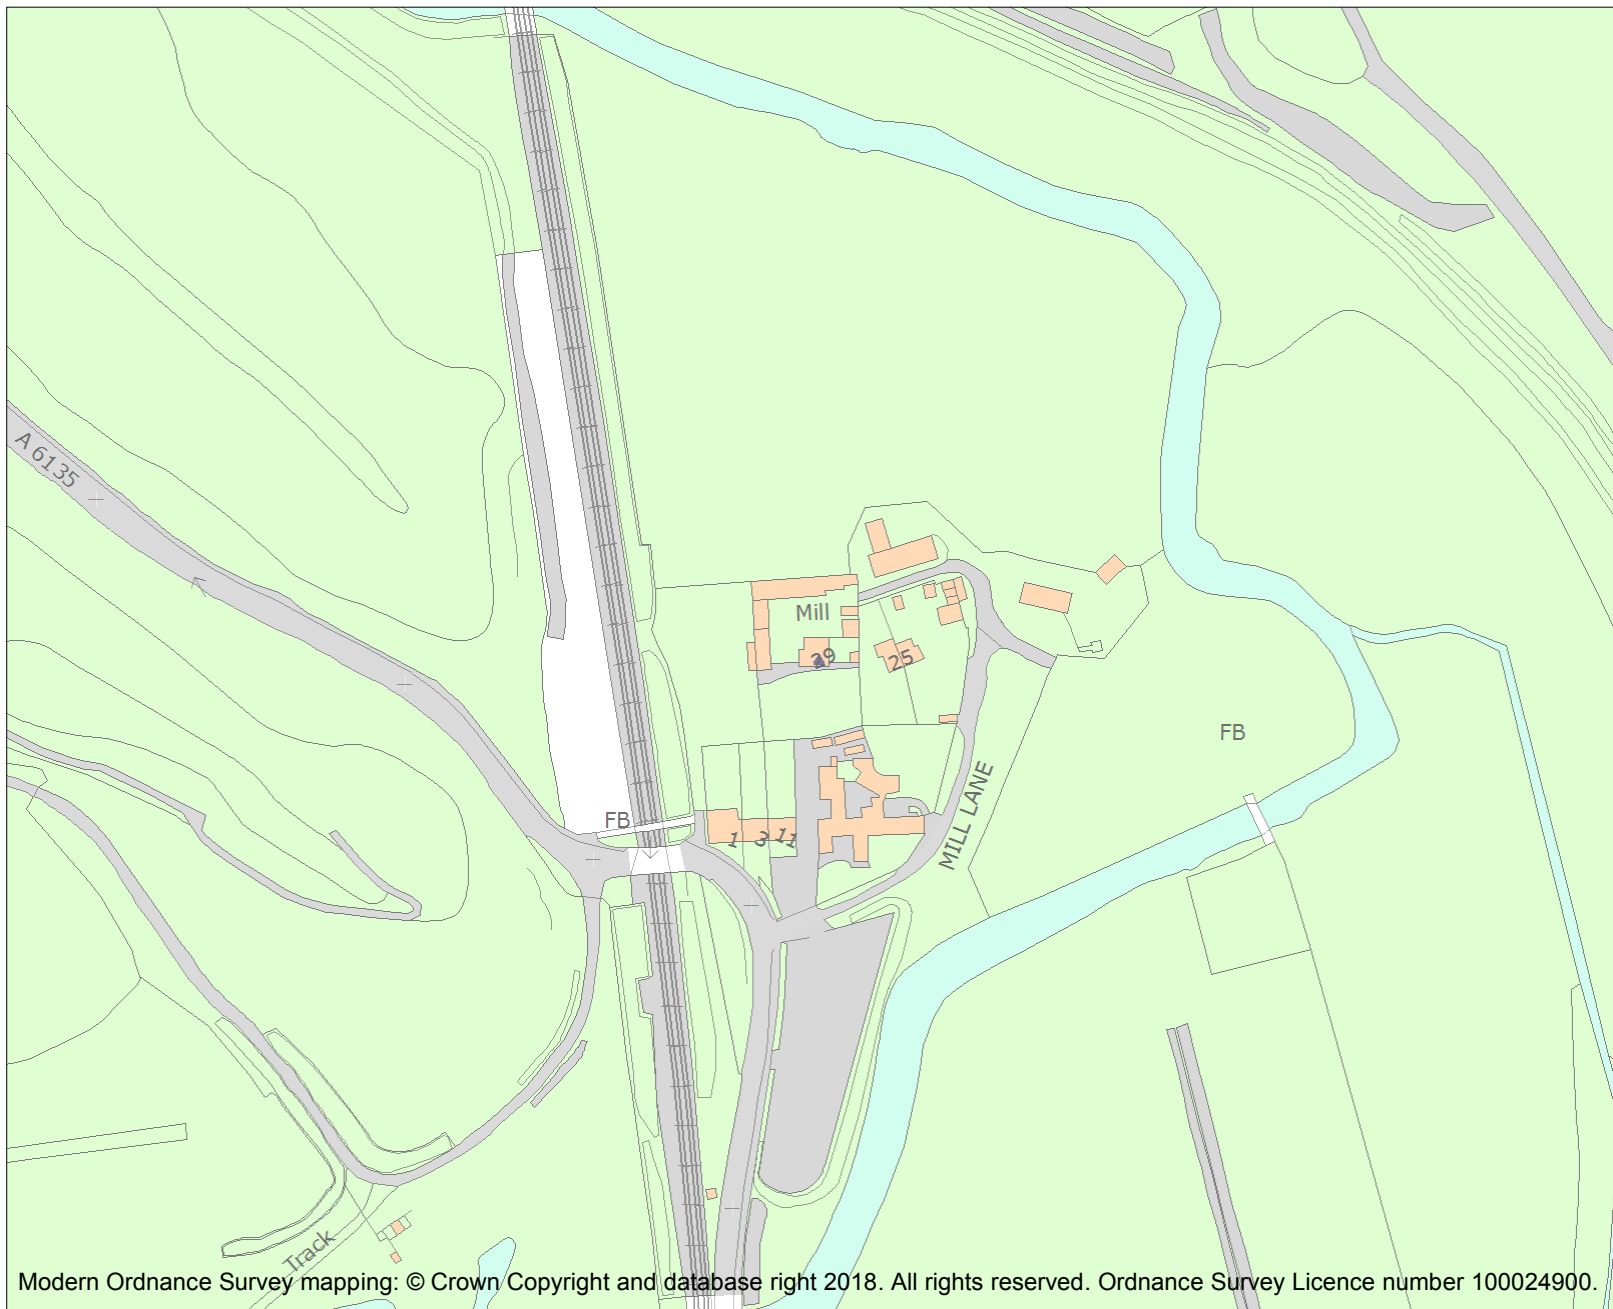 A 6135
Mill
29
25
FB
FB
1
3
11
MILL LANE
Track
Modern Ordnance Survey mapping: © Crown Copyright and database right 2018. All rights reserved. Ordnance Survey Licence number 100024900.